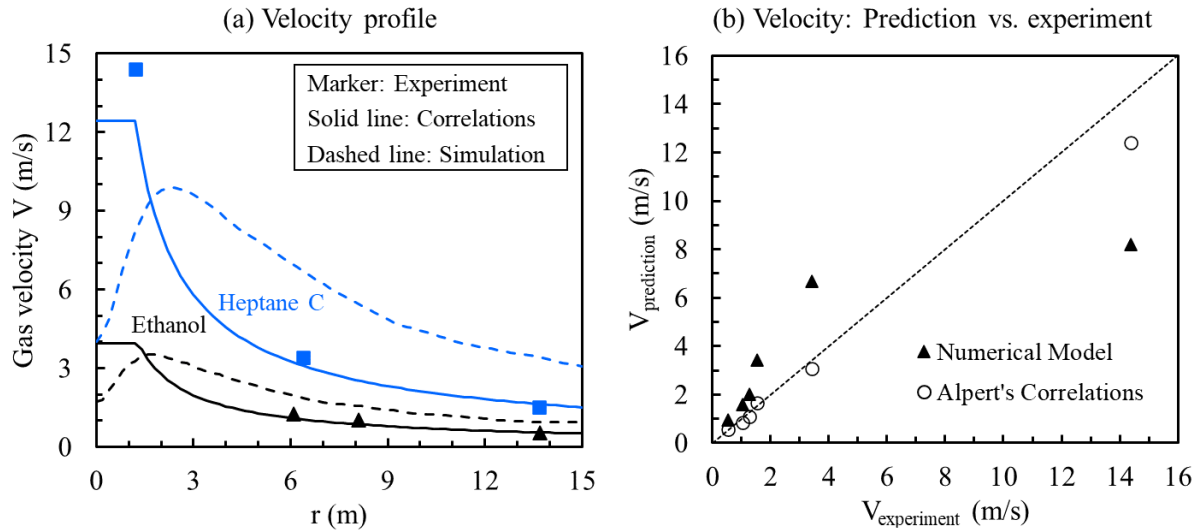 (a) Velocity profile
15
12
9
6
3
0
Gas velocity V (m/s)
Marker: Experiment
Solid line: Correlations
Dashed line: Simulation
Heptane C
Ethanol
0 3 6 9 12 15
r (m)
(b) Velocity: Prediction vs. experiment
16
14
12
10
8
6
4
2
0
Vprediction (m/s)
Numerical Model
Alpert's Correlations
0 2 4 6 8 10 12 14 16
Vexperiment (m/s)